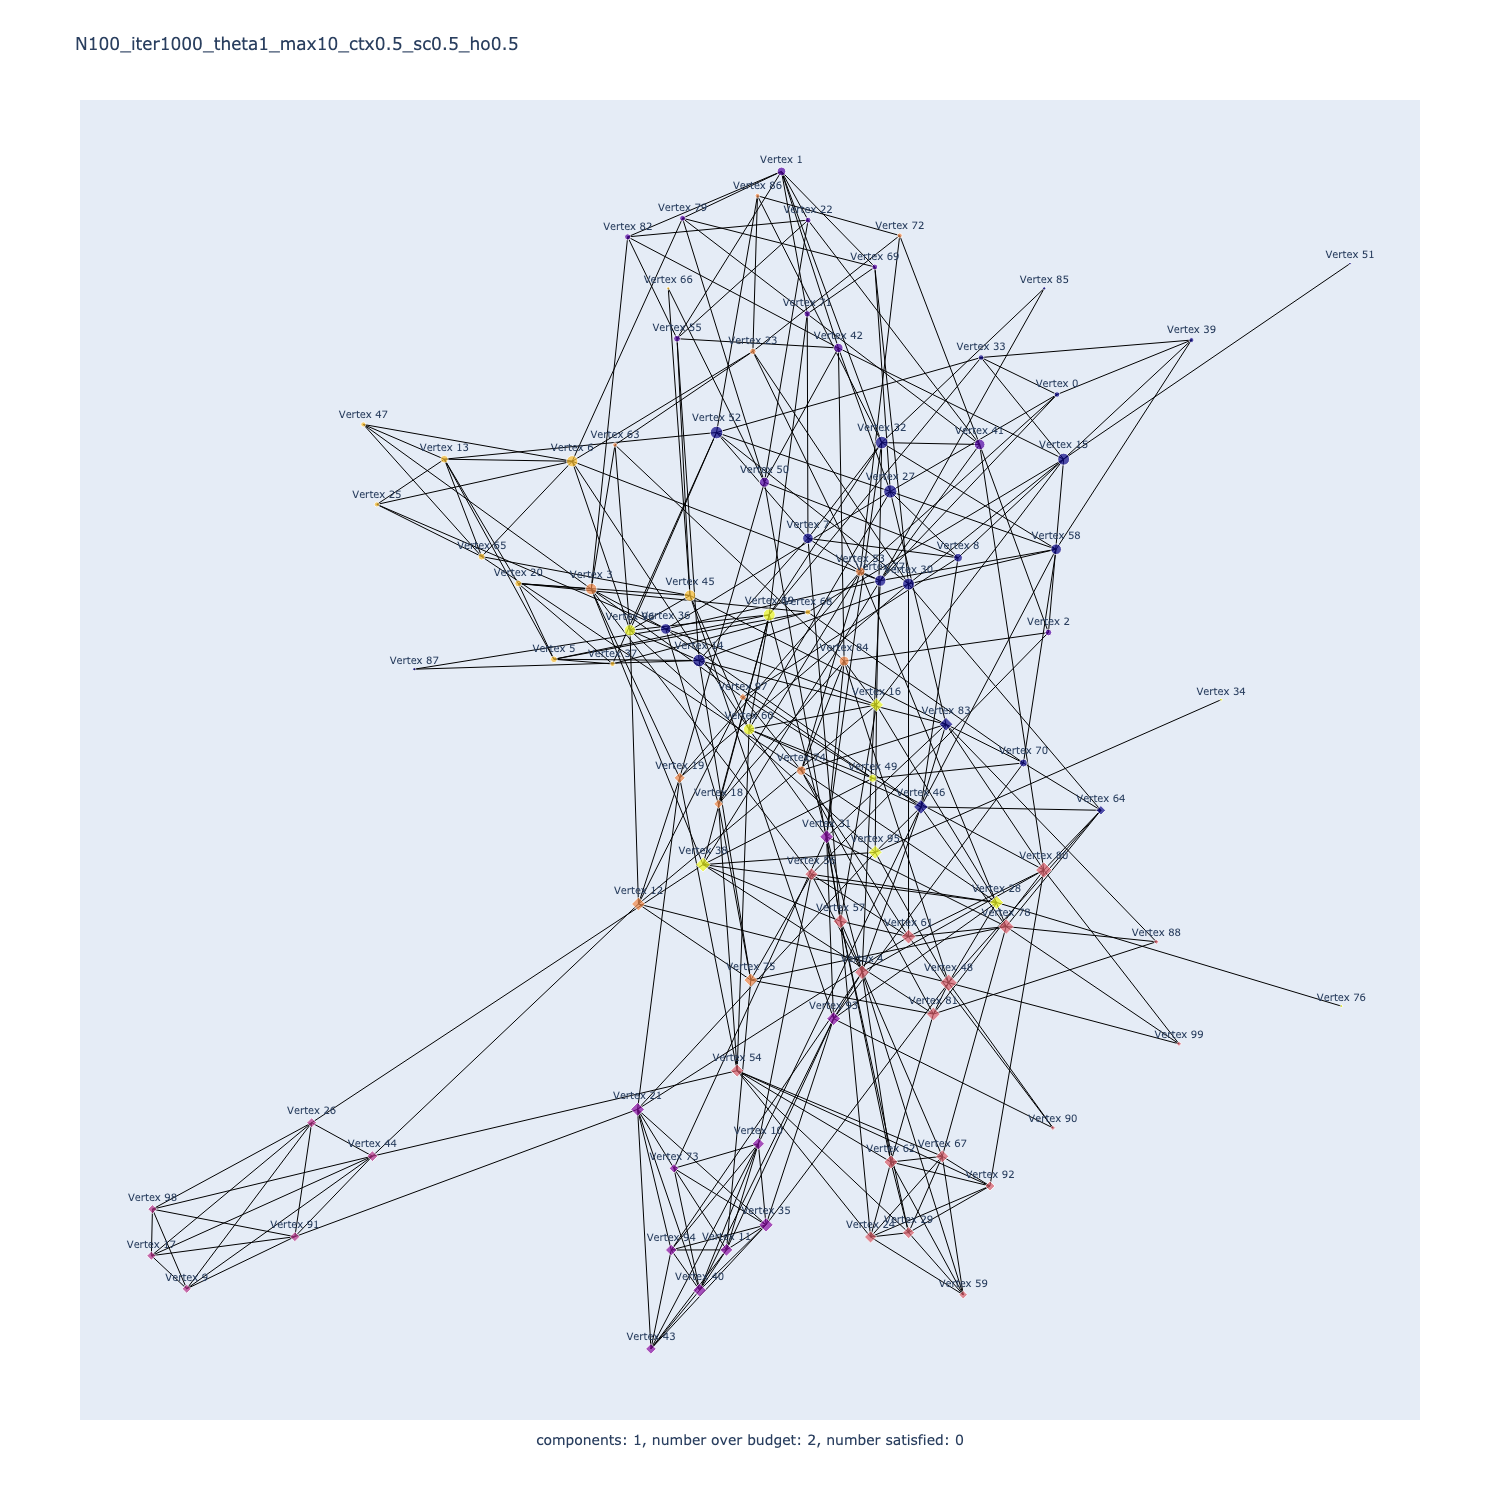 N100_iter1000_theta1_max10_ctx0.5_sc0.5_ho0.5
Vertex 1
Vertex 86
Vertex 79
Vertex 22
Vertex 82
Vertex 72
Vertex 69
Vertex 51
Vertex 66
Vertex 85
Vertex 71
Vertex 55
Vertex 23
Vertex 42
Vertex 33
Vertex 39
Vertex 0
Vertex 47
Vertex 52
Vertex 32
Vertex 41
Vertex 13
Vertex 6
Vertex 63
Vertex 15
Vertex 50
Vertex 27
Vertex 25
Vertex 7
Vertex 58
Vertex 65
Vertex 8
Vertex 53
Vertex 30
Vertex 20
Vertex 3
Vertex 45
Vertex 68
Vertex 36
Vertex 2
Vertex 5
Vertex 37
Vertex 14
Vertex 84
Vertex 87
Vertex 34
Vertex 16
Vertex 83
Vertex 60
Vertex 70
Vertex 19
Vertex 74
Vertex 49
Vertex 18
Vertex 46
Vertex 64
Vertex 31
Vertex 95
Vertex 38
Vertex 80
Vertex 12
Vertex 28
Vertex 57
Vertex 61
Vertex 78
Vertex 88
Vertex 75
Vertex 4
Vertex 48
Vertex 76
Vertex 93
Vertex 81
Vertex 99
Vertex 54
Vertex 21
Vertex 26
Vertex 90
Vertex 44
Vertex 10
Vertex 73
Vertex 62
Vertex 67
Vertex 92
Vertex 98
Vertex 91
Vertex 35
Vertex 24
Vertex 29
Vertex 17
Vertex 94
Vertex 11
Vertex 9
Vertex 40
Vertex 59
Vertex 43
components: 1, number over budget: 2, number satisfied: 0